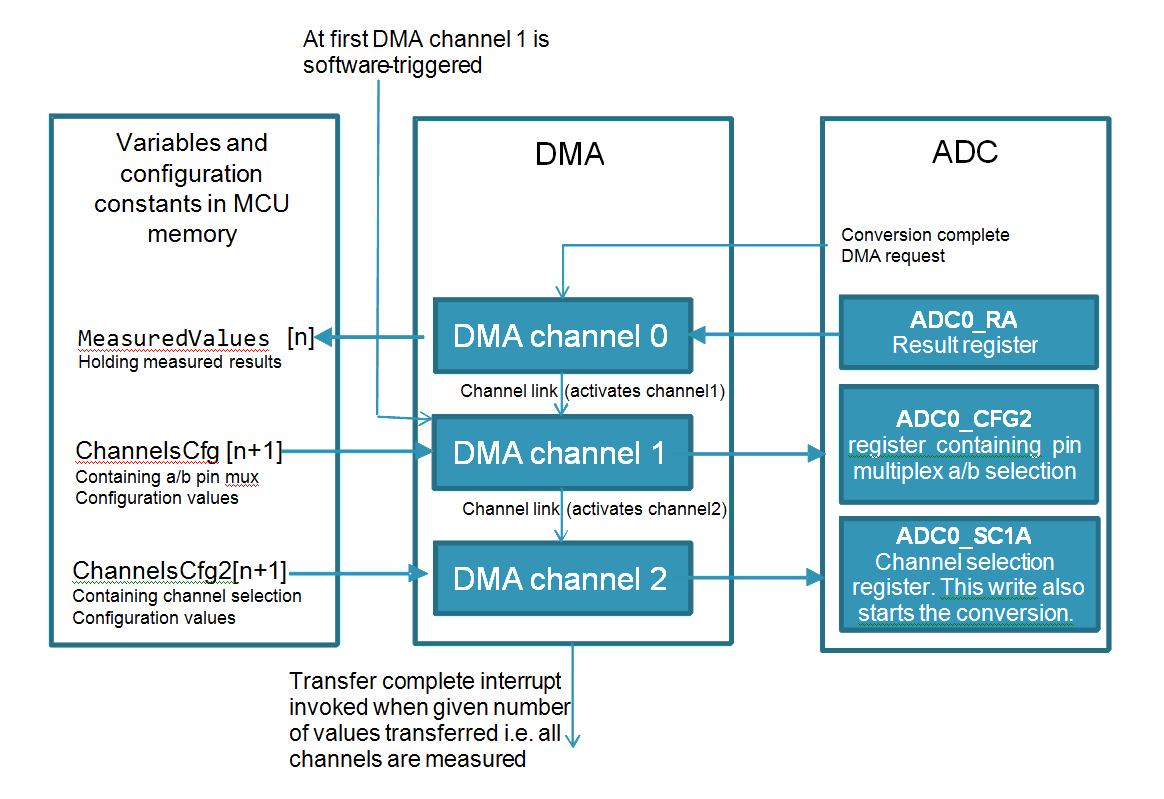 At first DMA channel 1 is
software-triggered
Variables and
configuration
constants in MCU
memory
MeasuredValues [n]
Holding measured results
ChannelsCfg [n+1]
Containing a/b pin mux
Configuration values
ChannelsCfg2[n+1]
Containing channel selection
Configuration values
DMA
DMA channel 0
Channel link (activates channel1)
DMA channel 1
Channel link (activates channel2)
DMA channel 2
ADC
Conversion complete
DMA request
ADC0_RA
Result register
ADC0_CFG2
register containing pin
multiplex a/b selection
ADC0_SC1A
Channel selection
register. This write also
starts the conversion.
Transfer complete interrupt
invoked when given number
of values transferred i.e. all
channels are measured